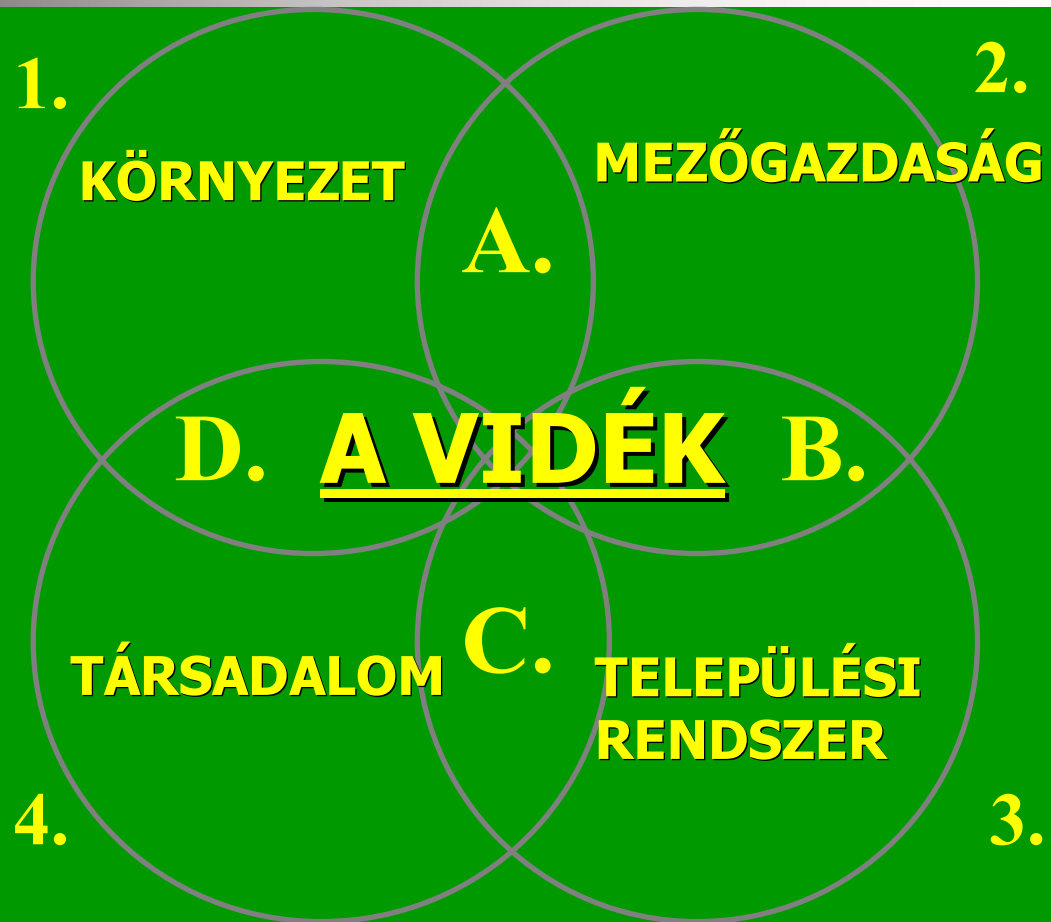 1.
2.
KÖRNYEZET
MEZŐGAZDASÁG
A.
D.
A VIDÉK
B.
C.
TÁRSADALOM
TELEPÜLÉSI
RENDSZER
4.
3.